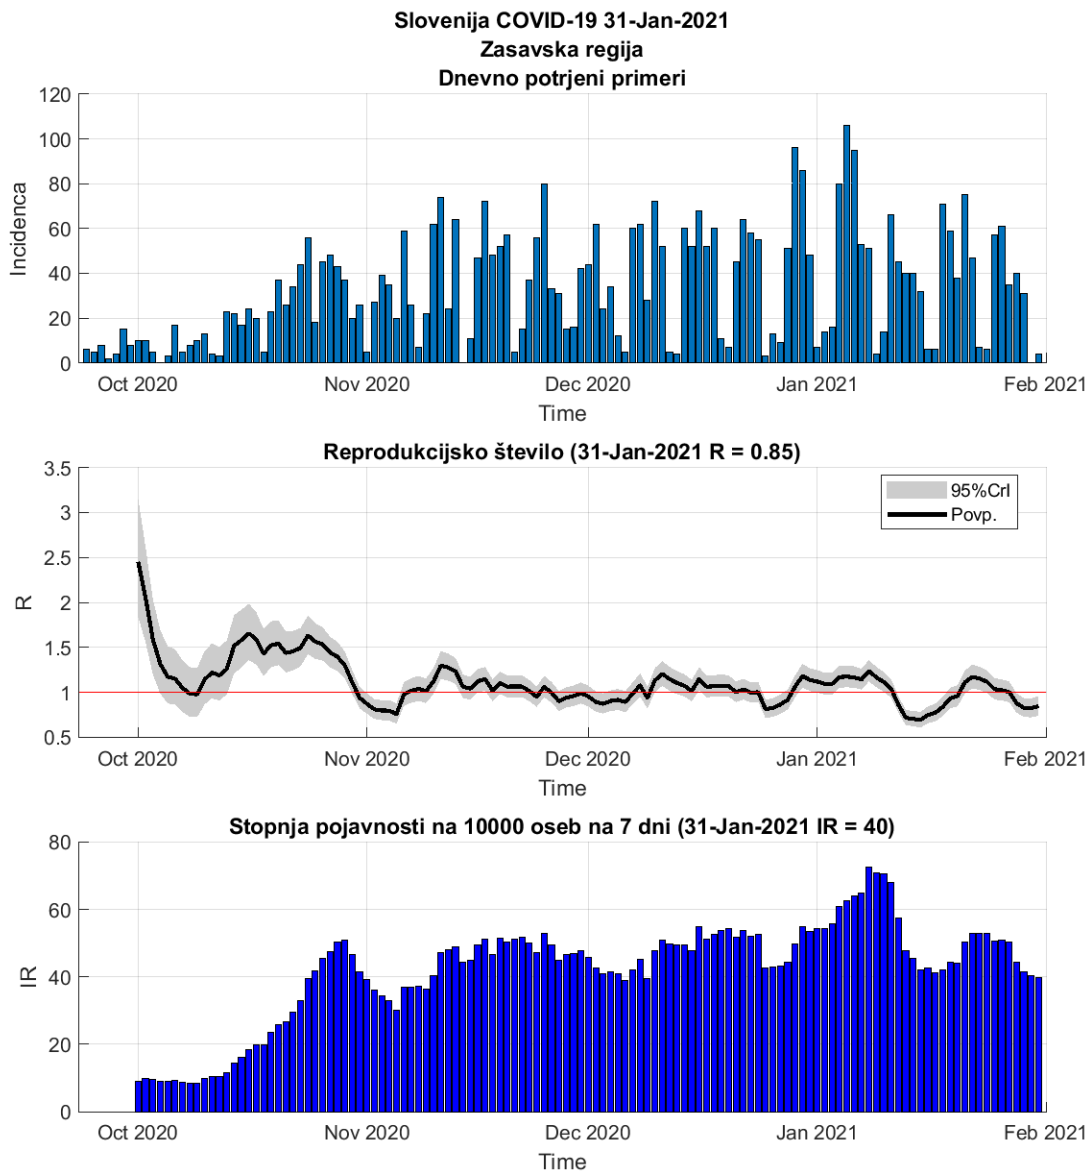 Slovenija COVID-19 31-Jan-2021
Zasavska regija
Dnevno potrjeni primeri
120
100
80
60
40
20
0
Incidenca
Oct 2020 Nov 2020 Dec 2020 Jan 2021 Feb 2021
Time
Reprodukcijsko število (31-Jan-2021 R = 0.85)
3.5
3
2.5
2
1.5
1
0.5
R
95%CrI
Povp.
Oct 2020 Nov 2020 Dec 2020 Jan 2021 Feb 2021
Time
Stopnja pojavnosti na 10000 oseb na 7 dni (31-Jan-2021 IR = 40)
80
60
40
20
0
IR
Oct 2020 Nov 2020 Dec 2020 Jan 2021 Feb 2021
Time